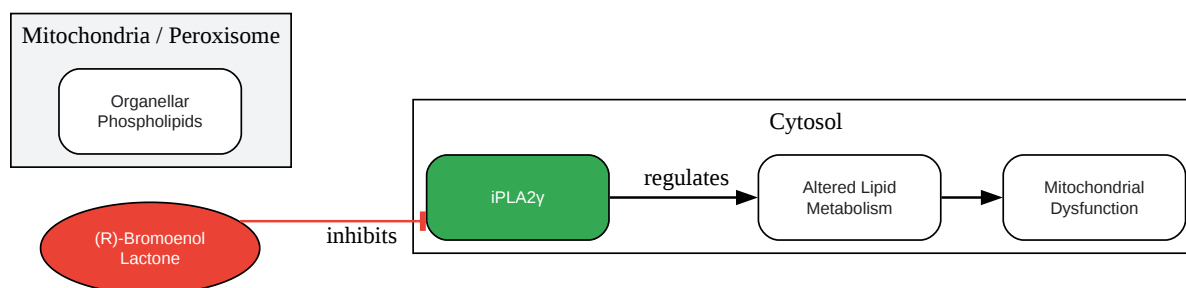 Mitochondria / Peroxisome
Organellar
Phospholipids
Cytosol
iPLA2γ
regulates
Altered Lipid
Metabolism
Mitochondrial
Dysfunction
(R)-Bromoenol
Lactone
inhibits